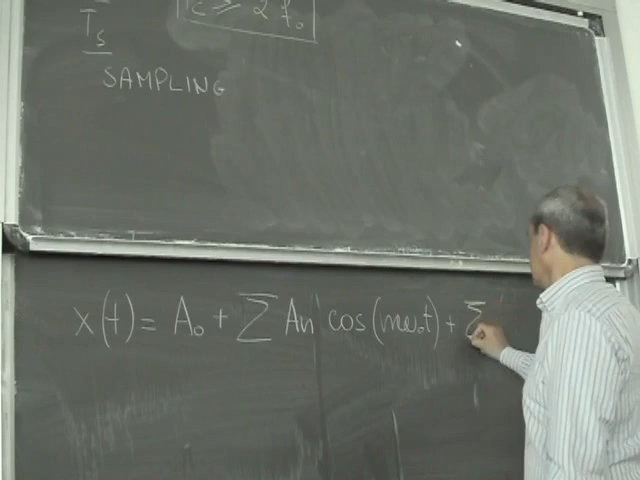 Ts
SAMPLING
x(t) = A₀ + Σ An cos(nω₀t) + Σ